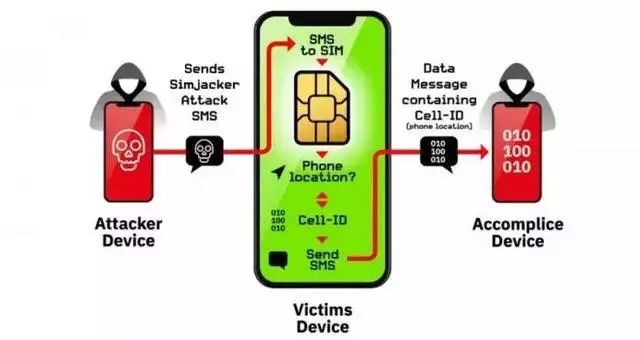 Sends
Simjacker
Attack
SMS
Attacker
Device
SMS
to SIM
Phone
location?
010
100
010
Cell-ID
Send
SMS
Victims
Device
Data
Message
containing
Cell-ID
(phone location)
010
100
010
010
100
010
Accomplice
Device